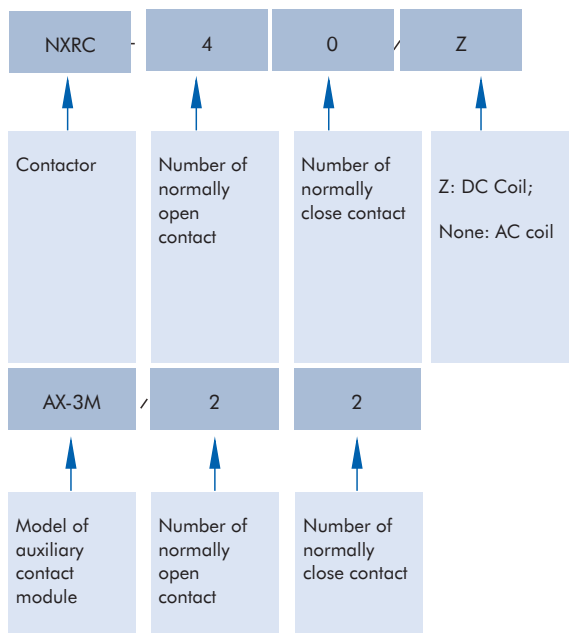 NXRC - 4 0 / Z
Contactor
Number of
normally
open
contact
Number of
normally
close contact
Z: DC Coil;
None: AC coil
AX-3M / 2 2
Model of
auxiliary
contact
module
Number of
normally
open
contact
Number of
normally
close contact